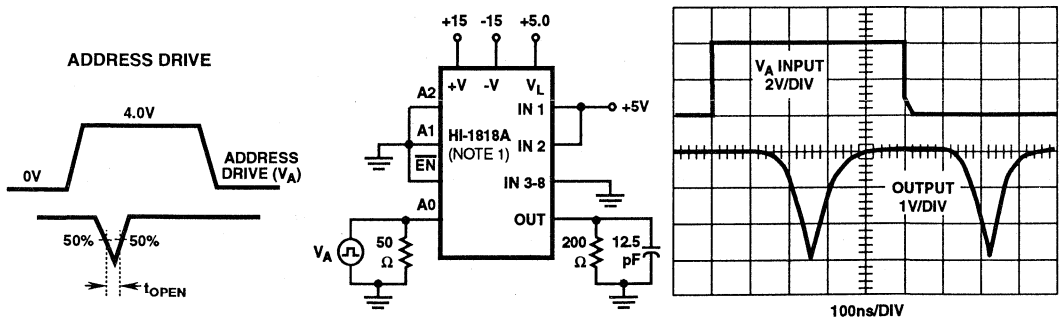 ADDRESS DRIVE
4.0V
0V
ADDRESS
DRIVE (VA)
50%
50%
tOPEN
+15 -15 +5.0
+V -V VL
A2
A1
EN
A0
HI-1818A
(NOTE 1)
IN 1
IN 2
IN 3-8
OUT
+5V
VA
50
Ω
200
Ω
12.5
pF
VA INPUT
2V/DIV
OUTPUT
1V/DIV
100ns/DIV